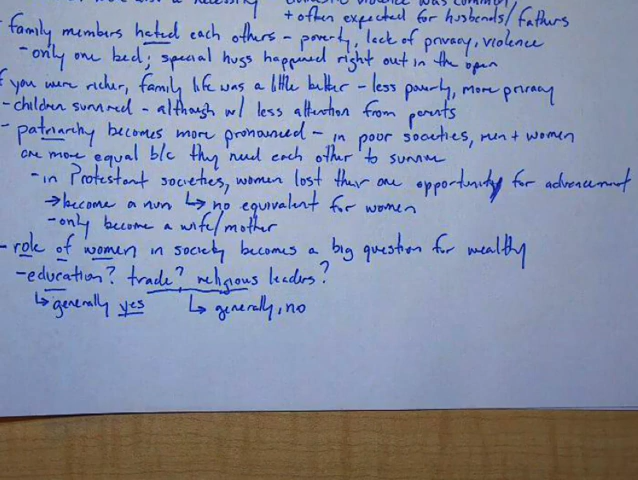 necessity domestic violence was common,
+ often expected for husbands/fathers
- family members hated each others - poverty, lack of privacy, violence
- only one bed; special hugs happened right out in the open
If you were richer, family life was a little better - less poverty, more privacy
- children survived - although w/ less attention from parents
- patriarchy becomes more pronounced - in poor societies, men + women
are more equal b/c they need each other to survive
- in Protestant societies, women lost their one opportunity for advancement
→ become a nun ↳ no equivalent for women
- only become a wife/mother
- role of women in society becomes a big question for wealthy
- education? trade? religious leaders?
↳ generally yes ↳ generally, no